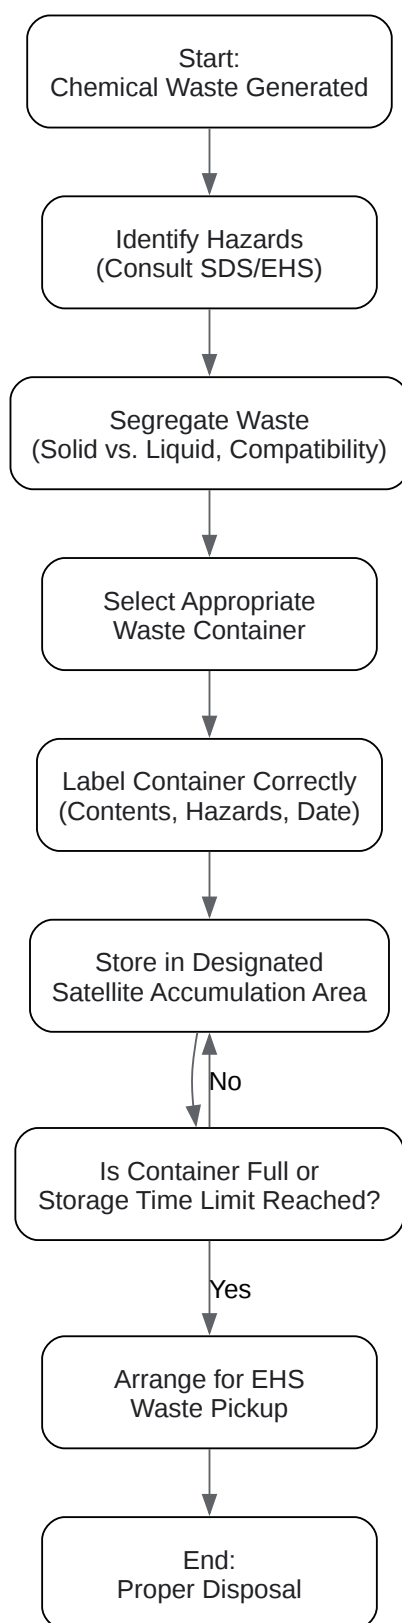 Start:
Chemical Waste Generated
Identify Hazards
(Consult SDS/EHS)
Segregate Waste
(Solid vs. Liquid, Compatibility)
Select Appropriate
Waste Container
Label Container Correctly
(Contents, Hazards, Date)
Store in Designated
Satellite Accumulation Area
No
Is Container Full or
Storage Time Limit Reached?
Yes
Arrange for EHS
Waste Pickup
End:
Proper Disposal